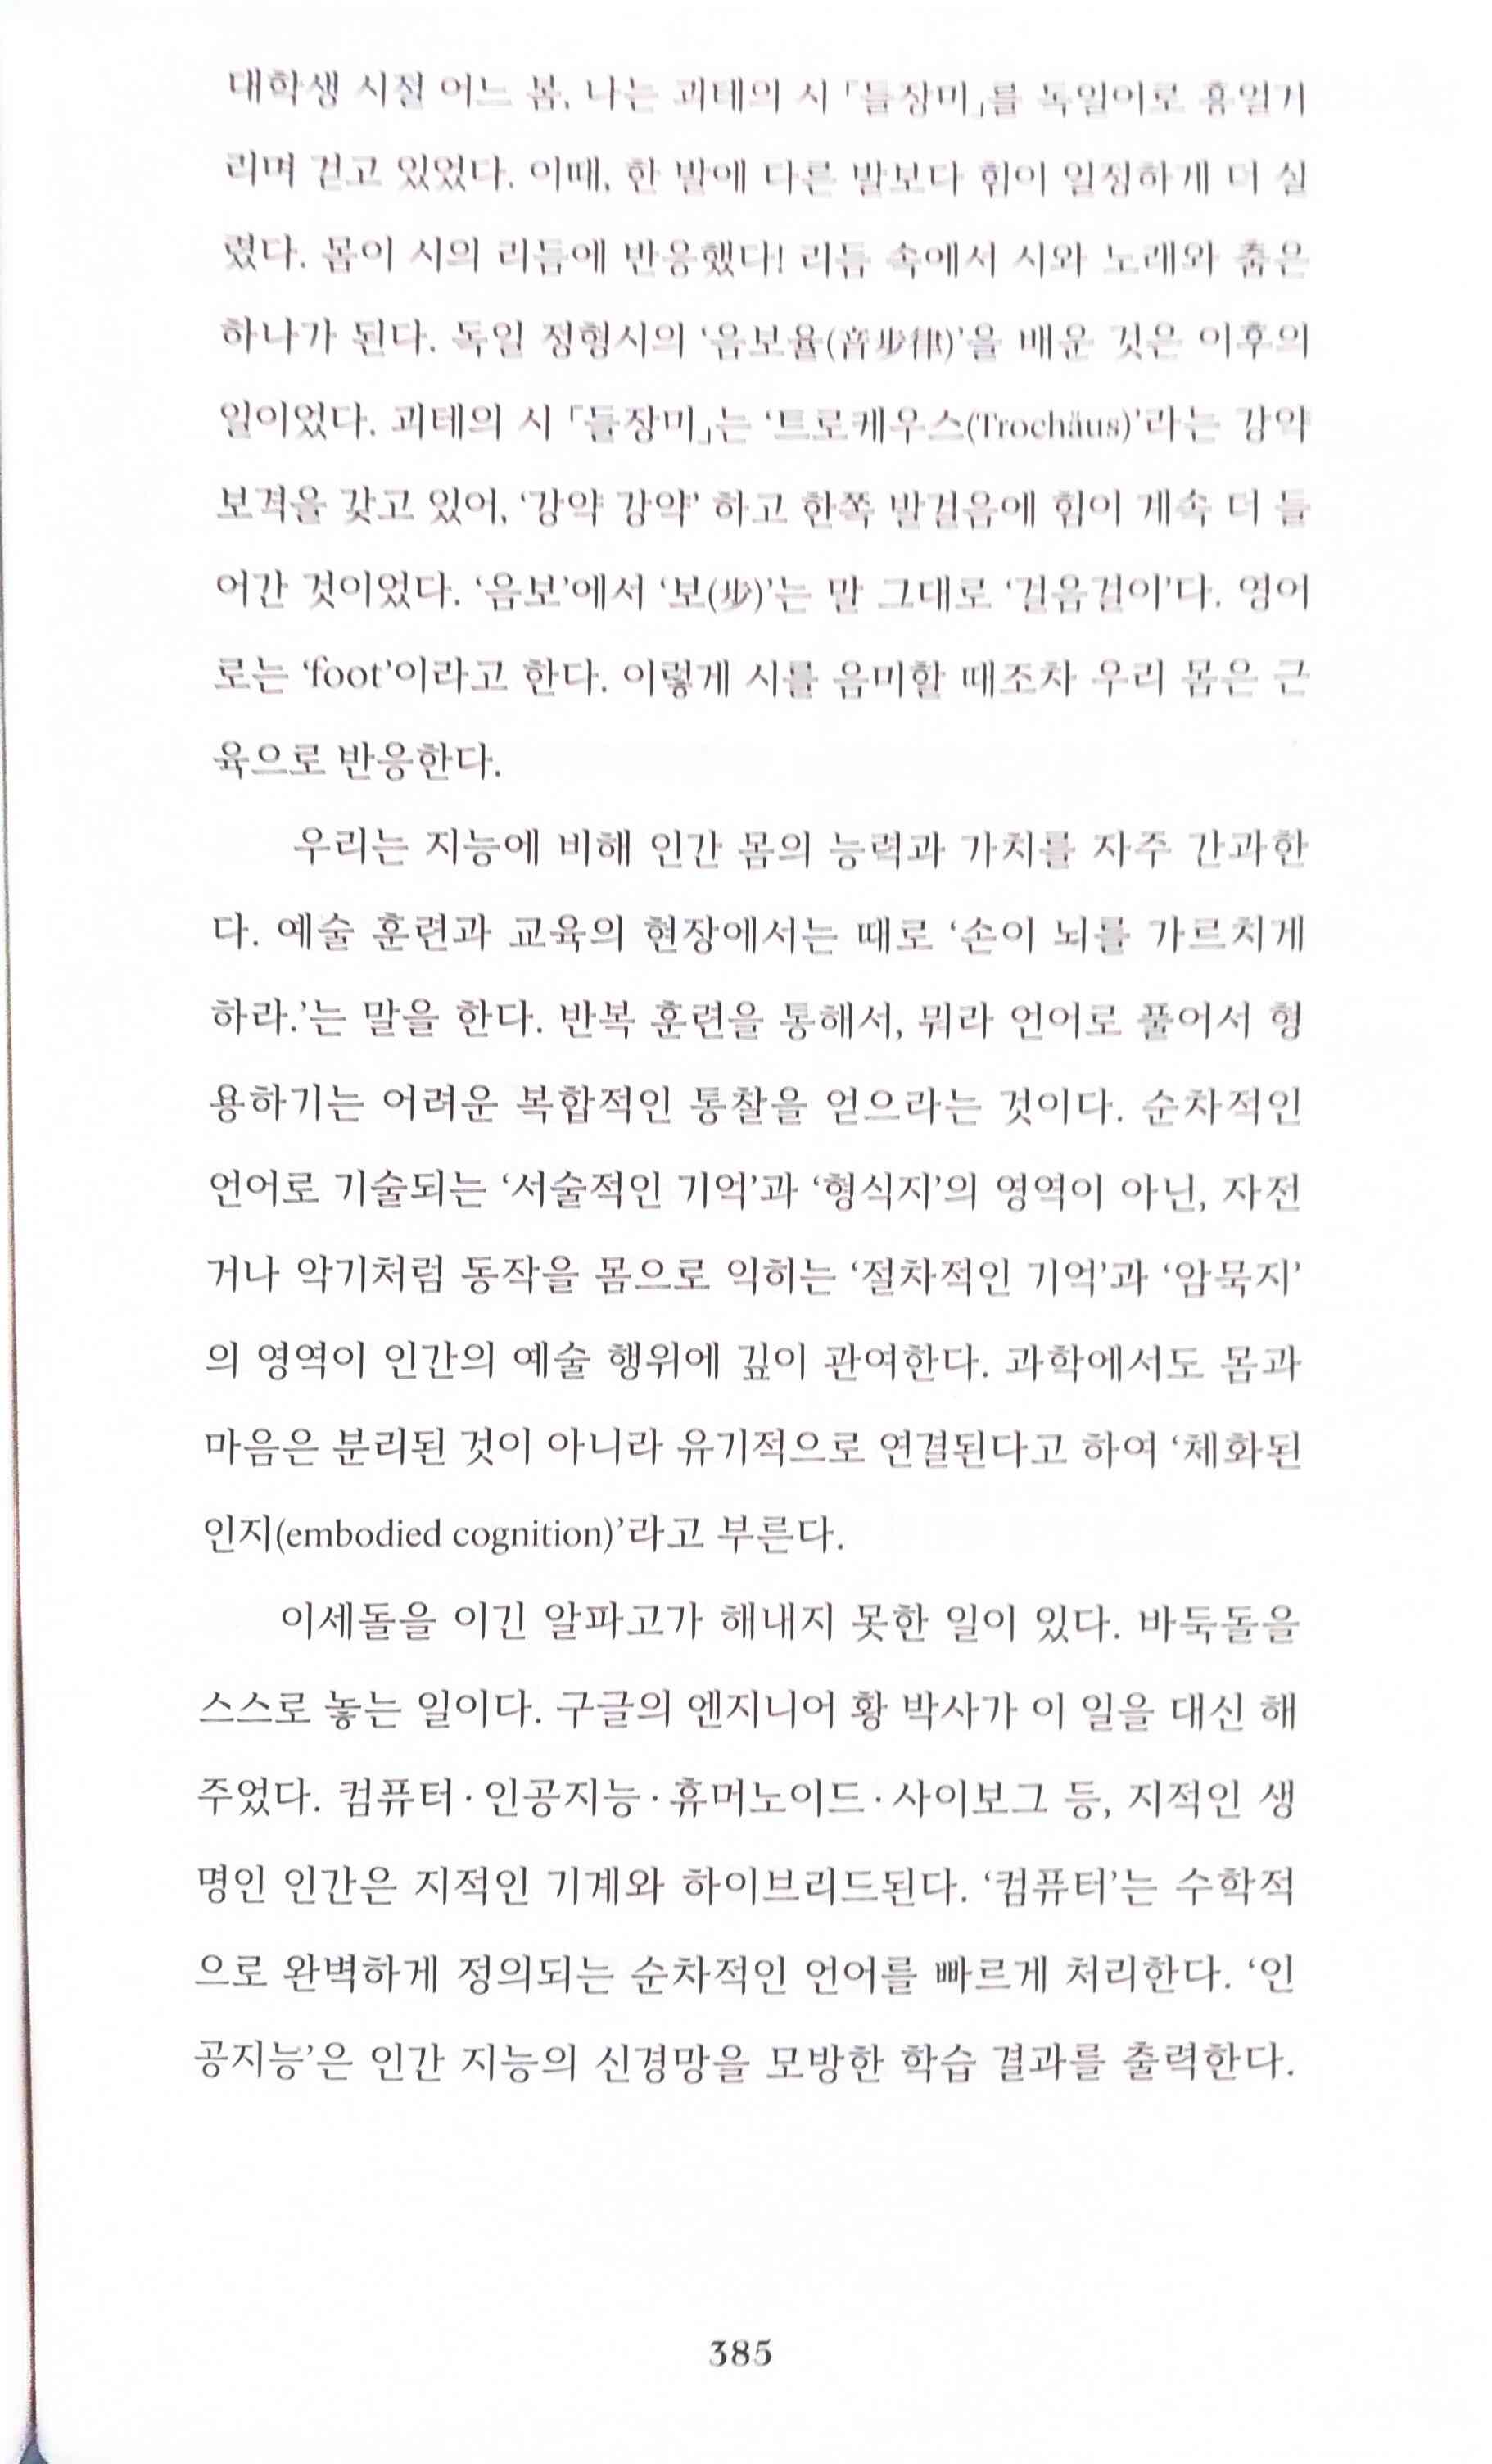 대학생 시절 어느 봄, 나는 괴테의 시 「들장미」를 독일어로 흥얼거
리며 걷고 있었다. 이때, 한 발에 다른 발보다 힘이 일정하게 더 실
렸다. 몸이 시의 리듬에 반응했다! 리듬 속에서 시와 노래와 춤은
하나가 된다. 독일 정형시의 ‘음보율(音步律)’을 배운 것은 이후의
일이었다. 괴테의 시 「들장미」는 ‘트로케우스(Trochäus)’라는 강약
보격을 갖고 있어, ‘강약 강약’ 하고 한쪽 발걸음에 힘이 계속 더 들
어간 것이었다. ‘음보’에서 ‘보(步)’는 말 그대로 ‘걸음걸이’다. 영어
로는 ‘foot’이라고 한다. 이렇게 시를 음미할 때조차 우리 몸은 근
육으로 반응한다.
우리는 지능에 비해 인간 몸의 능력과 가치를 자주 간과한
다. 예술 훈련과 교육의 현장에서는 때로 ‘손이 뇌를 가르치게
하라.’는 말을 한다. 반복 훈련을 통해서, 뭐라 언어로 풀어서 형
용하기는 어려운 복합적인 통찰을 얻으라는 것이다. 순차적인
언어로 기술되는 ‘서술적인 기억’과 ‘형식지’의 영역이 아닌, 자전
거나 악기처럼 동작을 몸으로 익히는 ‘절차적인 기억’과 ‘암묵지’
의 영역이 인간의 예술 행위에 깊이 관여한다. 과학에서도 몸과
마음은 분리된 것이 아니라 유기적으로 연결된다고 하여 ‘체화된
인지(embodied cognition)’라고 부른다.
이세돌을 이긴 알파고가 해내지 못한 일이 있다. 바둑돌을
스스로 놓는 일이다. 구글의 엔지니어 황 박사가 이 일을 대신 해
주었다. 컴퓨터·인공지능·휴머노이드·사이보그 등, 지적인 생
명인 인간은 지적인 기계와 하이브리드된다. ‘컴퓨터’는 수학적
으로 완벽하게 정의되는 순차적인 언어를 빠르게 처리한다. ‘인
공지능’은 인간 지능의 신경망을 모방한 학습 결과를 출력한다.
385